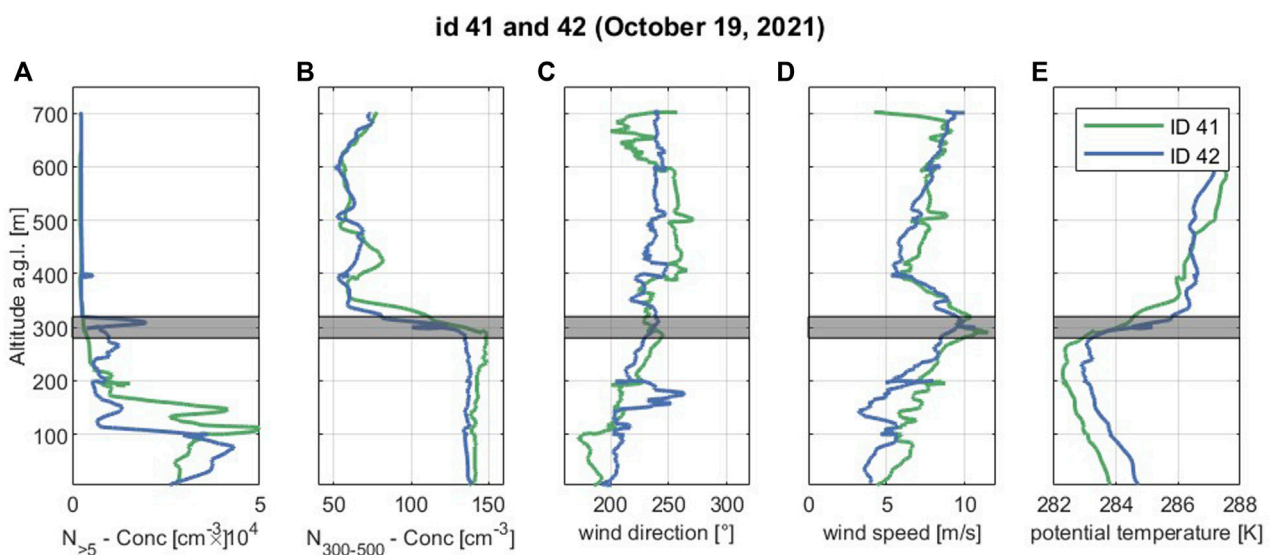 id 41 and 42 (October 19, 2021)
A B C D E
700
600
500
400
300
200
100
Altitude a.g.l. [m]
ID 41
ID 42
0 5
50 100 150
200 250 300
0 5 10
282 284 286 288
N>5 - Conc [cm-3]×10^4
N300-500 - Conc [cm-3]
wind direction [°]
wind speed [m/s]
potential temperature [K]